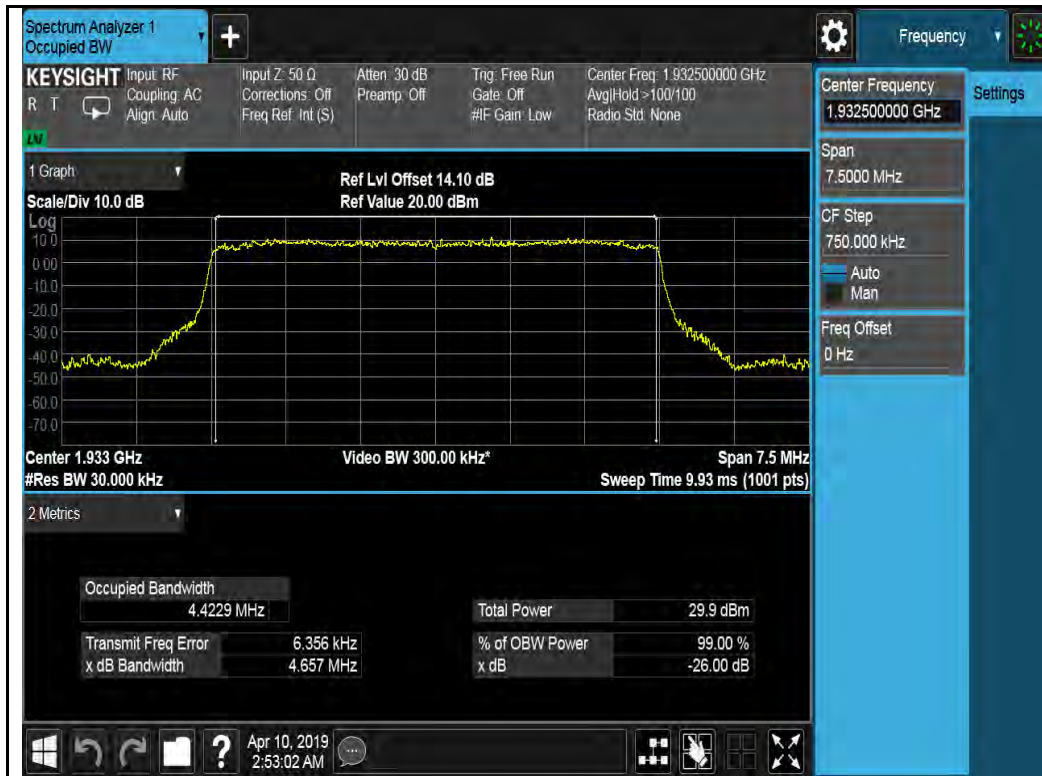 Spectrum Analyzer 1
Occupied BW
+
Frequency
KEYSIGHT
R T
LXI
Input: RF
Coupling: AC
Align: Auto
Input Z: 50 Ω
Corrections: Off
Freq Ref: Int (S)
Atten: 30 dB
Preamp: Off
Trig: Free Run
Gate: Off
#IF Gain: Low
Center Freq: 1.932500000 GHz
Avg|Hold >100/100
Radio Std: None
Center Frequency
1.932500000 GHz
Settings
Span
7.5000 MHz
CF Step
750.000 kHz
Auto
Man
Freq Offset
0 Hz
1 Graph
Scale/Div 10.0 dB
Ref Lvl Offset 14.10 dB
Ref Value 20.00 dBm
Log
10.0
0.00
-10.0
-20.0
-30.0
-40.0
-50.0
-60.0
-70.0
Center 1.933 GHz
#Res BW 30.000 kHz
Video BW 300.00 kHz*
Span 7.5 MHz
Sweep Time 9.93 ms (1001 pts)
2 Metrics
Occupied Bandwidth
4.4229 MHz
Transmit Freq Error 6.356 kHz
x dB Bandwidth 4.657 MHz
Total Power 29.9 dBm
% of OBW Power 99.00 %
x dB -26.00 dB
?
Apr 10, 2019
2:53:02 AM